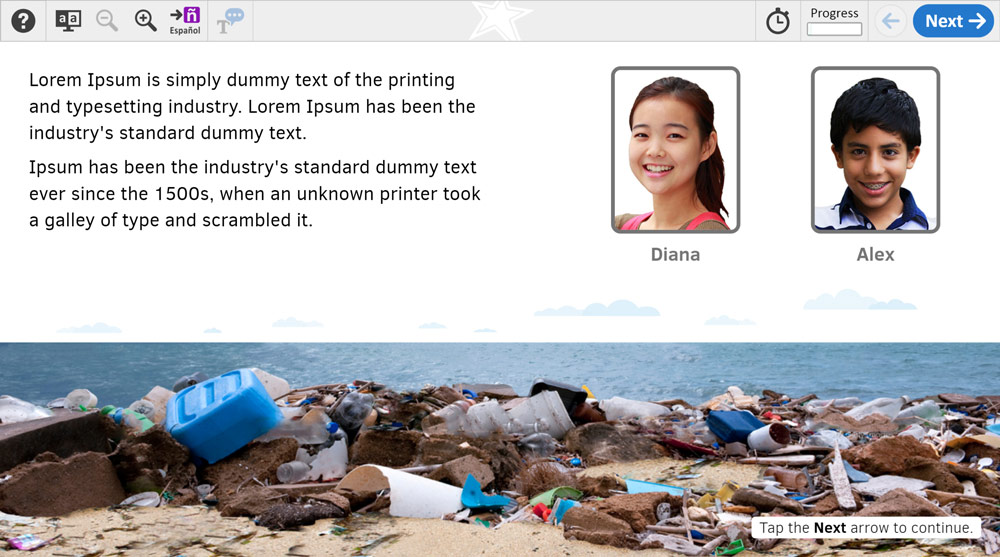 ?
aa
ñ
Español
T
Progress
Next
Lorem Ipsum is simply dummy text of the printing
and typesetting industry. Lorem Ipsum has been the
industry's standard dummy text.
Ipsum has been the industry's standard dummy text
ever since the 1500s, when an unknown printer took
a galley of type and scrambled it.
Diana
Alex
Tap the Next arrow to continue.